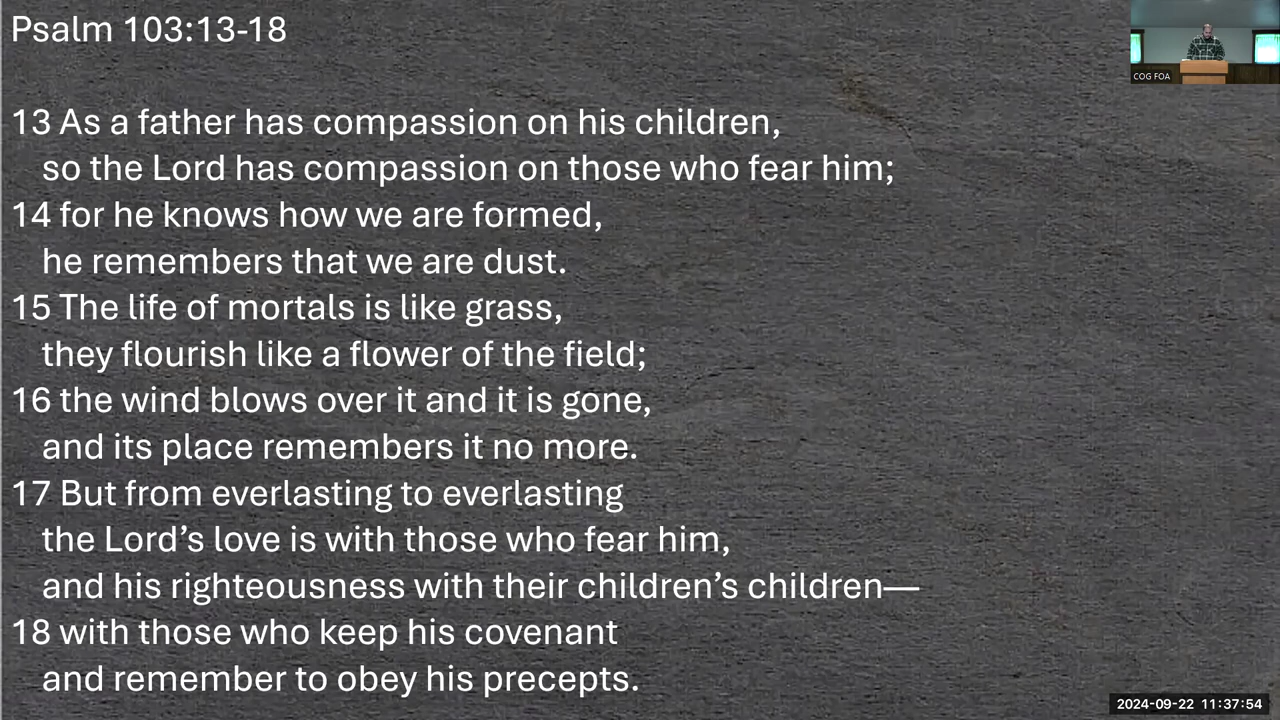 Psalm 103:13-18
COG FOA
13 As a father has compassion on his children,
so the Lord has compassion on those who fear him;
14 for he knows how we are formed,
he remembers that we are dust.
15 The life of mortals is like grass,
they flourish like a flower of the field;
16 the wind blows over it and it is gone,
and its place remembers it no more.
17 But from everlasting to everlasting
the Lord’s love is with those who fear him,
and his righteousness with their children’s children—
18 with those who keep his covenant
and remember to obey his precepts.
2024-09-22 11:37:54